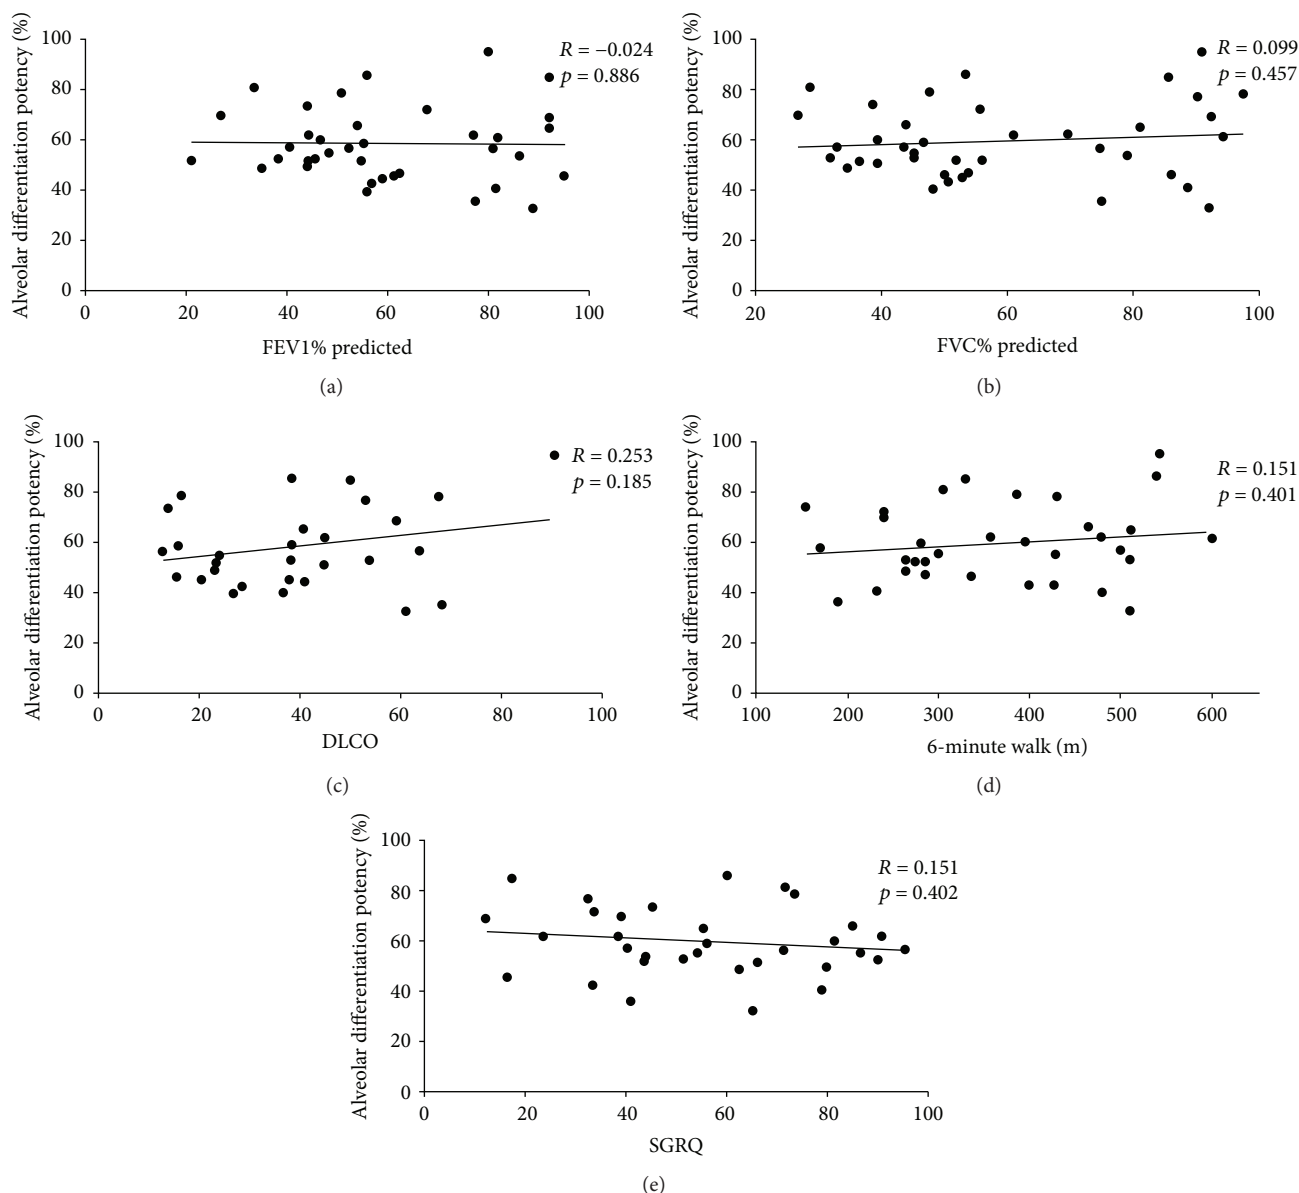 Alveolar differentiation potency (%)
100
80
60
40
20
0
0 20 40 60 80 100
R = −0.024
p = 0.886
FEV1% predicted
(a)
Alveolar differentiation potency (%)
100
80
60
40
20
0
20 40 60 80 100
R = 0.099
p = 0.457
FVC% predicted
(b)
Alveolar differentiation potency (%)
100
80
60
40
20
0
0 20 40 60 80 100
R = 0.253
p = 0.185
DLCO
(c)
Alveolar differentiation potency (%)
100
80
60
40
20
0
100 200 300 400 500 600
R = 0.151
p = 0.401
6-minute walk (m)
(d)
Alveolar differentiation potency (%)
100
80
60
40
20
0
0 20 40 60 80 100
R = 0.151
p = 0.402
SGRQ
(e)